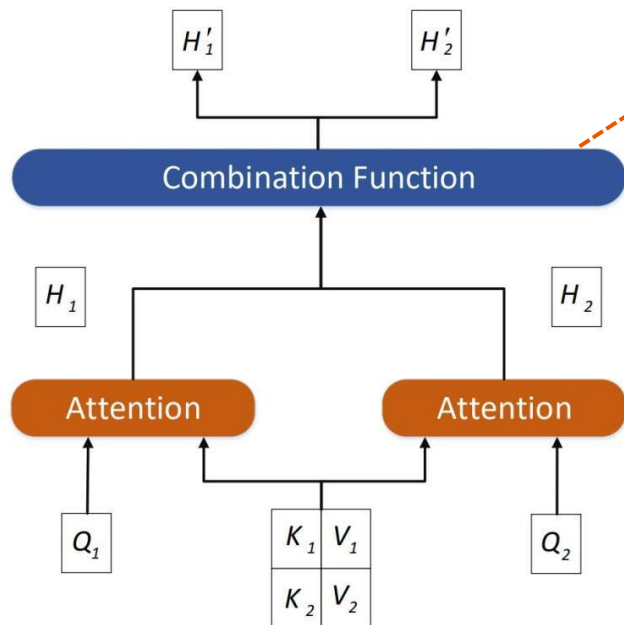 H′₁ H′₂
Combination Function
H₁ H₂
Attention Attention
K₁ V₁
Q₁ Q₂
K₂ V₂